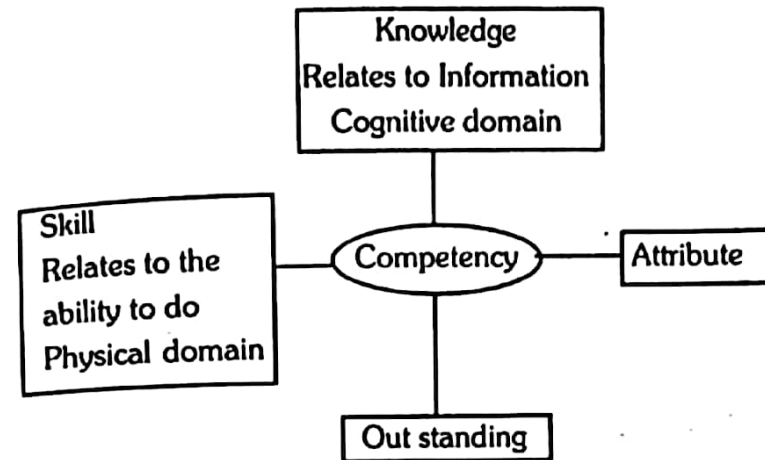 Knowledge
Relates to Information
Cognitive domain
Skill
Relates to the
ability to do
Physical domain
Competency
Attribute
Out standing